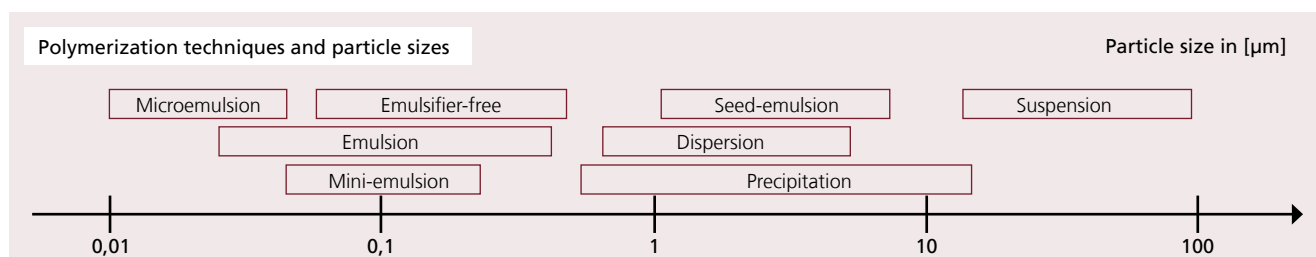 Polymerization techniques and particle sizes
Particle size in [µm]
Microemulsion
Emulsifier-free
Seed-emulsion
Suspension
Emulsion
Dispersion
Mini-emulsion
Precipitation
0,01
0,1
1
10
100